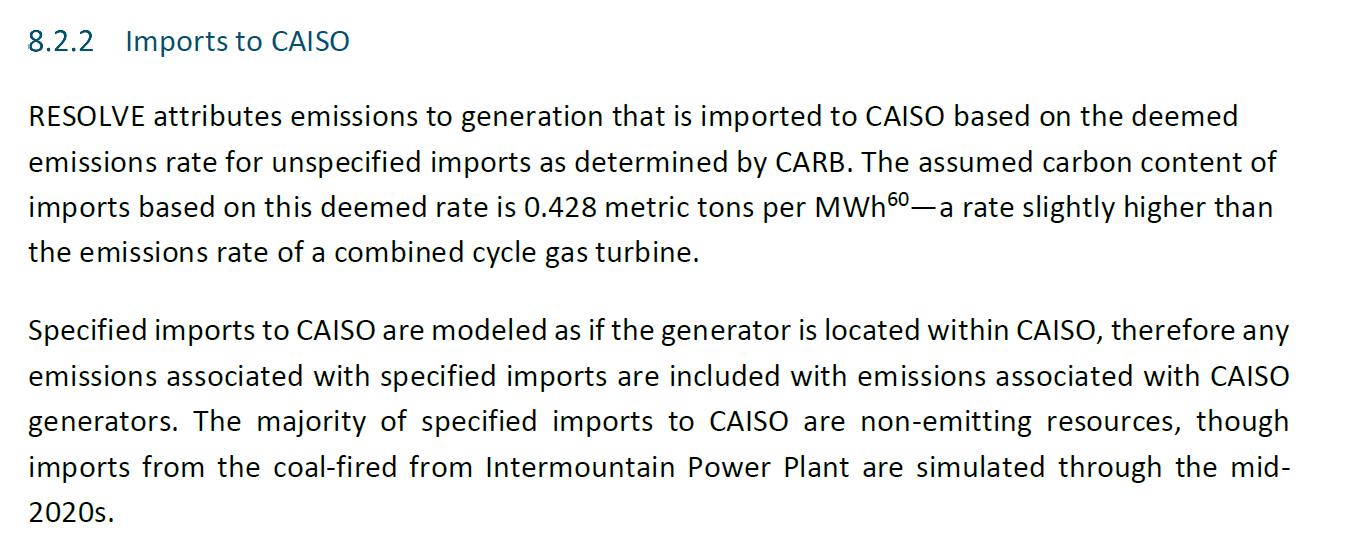 8.2.2 Imports to CAISO
RESOLVE attributes emissions to generation that is imported to CAISO based on the deemed
emissions rate for unspecified imports as determined by CARB. The assumed carbon content of
imports based on this deemed rate is 0.428 metric tons per MWh60—a rate slightly higher than
the emissions rate of a combined cycle gas turbine.
Specified imports to CAISO are modeled as if the generator is located within CAISO, therefore any
emissions associated with specified imports are included with emissions associated with CAISO
generators. The majority of specified imports to CAISO are non-emitting resources, though
imports from the coal-fired from Intermountain Power Plant are simulated through the mid-
2020s.